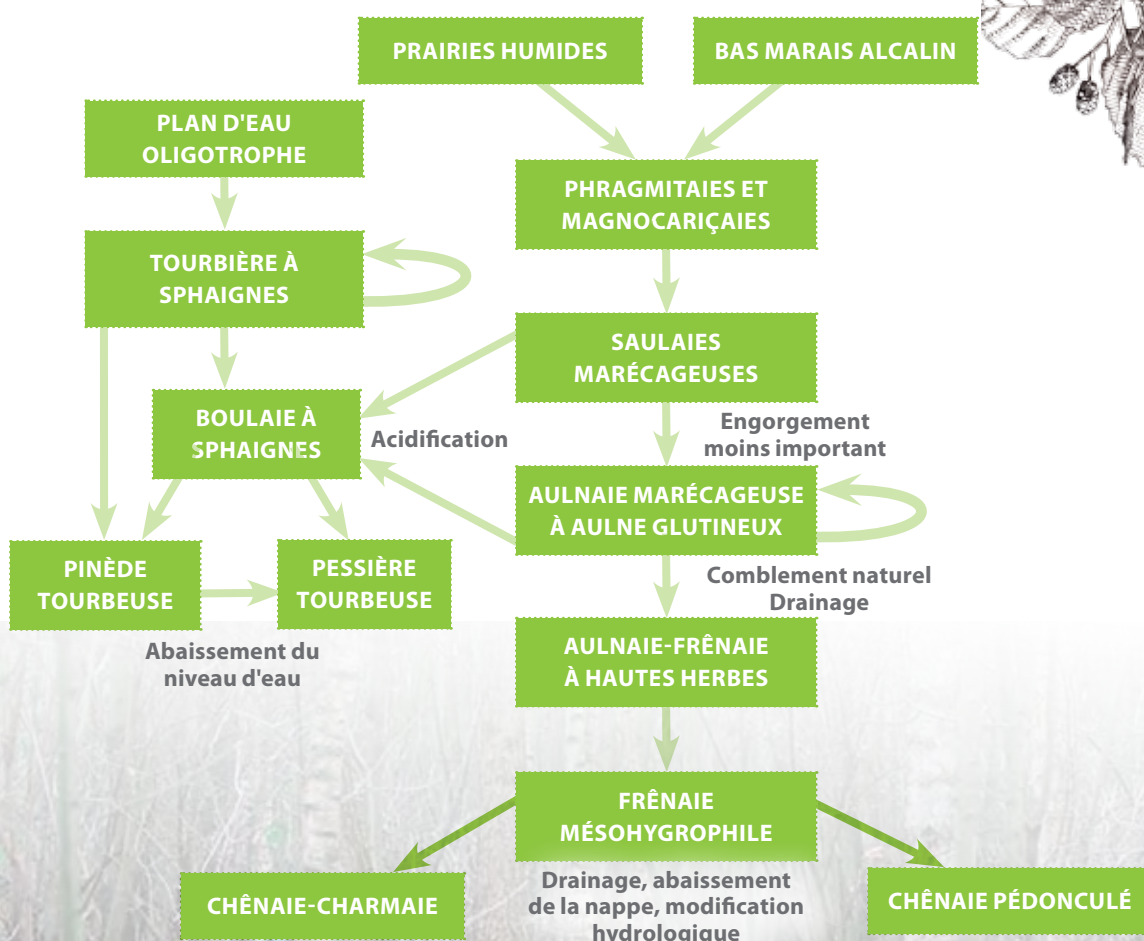 PRAIRIES HUMIDES
BAS MARAIS ALCALIN
PLAN D'EAU
OLIGOTROPHE
PHRAGMITAIES ET
MAGNOCARIÇAIES
TOURBIÈRE À
SPHAIGNES
SAULAIES
MARÉCAGEUSES
BOULAIE À
SPHAIGNES
Acidification
Engorgement
moins important
AULNAIE MARÉCAGEUSE
À AULNE GLUTINEUX
PINÈDE
TOURBEUSE
PESSIÈRE
TOURBEUSE
Comblement naturel
Drainage
Abaissement du
niveau d'eau
AULNAIE-FRÊNAIE
À HAUTES HERBES
FRÊNAIE
MÉSOHYGROPHILE
CHÊNAIE-CHARMAIE
Drainage, abaissement
de la nappe, modification
hydrologique
CHÊNAIE PÉDONCULÉ